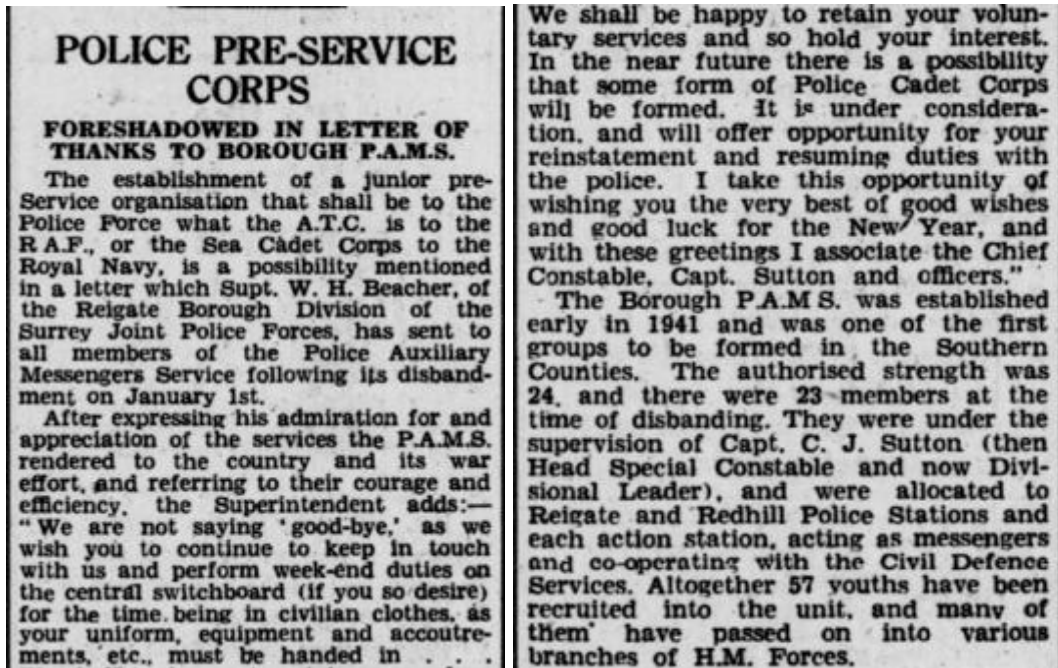 POLICE PRE-SERVICE
CORPS
FORESHADOWED IN LETTER OF
THANKS TO BOROUGH P.A.M.S.
The establishment of a junior pre-
Service organisation that shall be to the
Police Force what the A.T.C. is to the
R A.F., or the Sea Cadet Corps to the
Royal Navy, is a possibility mentioned
in a letter which Supt. W. H. Beacher, of
the Reigate Borough Division of the
Surrey Joint Police Forces, has sent to
all members of the Police Auxiliary
Messengers Service following its disband-
ment on January 1st.
After expressing his admiration for and
appreciation of the services the P.A.M.S.
rendered to the country and its war
effort, and referring to their courage and
efficiency, the Superintendent adds:—
"We are not saying 'good-bye,' as we
wish you to continue to keep in touch
with us and perform week-end duties on
the central switchboard (if you so desire)
for the time being in civilian clothes, as
your uniform, equipment and accoutre-
ments, etc., must be handed in . . .
We shall be happy to retain your volun-
tary services and so hold your interest.
In the near future there is a possibility
that some form of Police Cadet Corps
will be formed. It is under considera-
tion, and will offer opportunity for your
reinstatement and resuming duties with
the police. I take this opportunity of
wishing you the very best of good wishes
and good luck for the New Year, and
with these greetings I associate the Chief
Constable, Capt. Sutton and officers."
The Borough P.A.M S. was established
early in 1941 and was one of the first
groups to be formed in the Southern
Counties. The authorised strength was
24, and there were 23 members at the
time of disbanding. They were under the
supervision of Capt. C. J. Sutton (then
Head Special Constable and now Divi-
sional Leader), and were allocated to
Reigate and Redhill Police Stations and
each action station, acting as messengers
and co-operating with the Civil Defence
Services. Altogether 57 youths have been
recruited into the unit, and many of
them have passed on into various
branches of H.M. Forces.